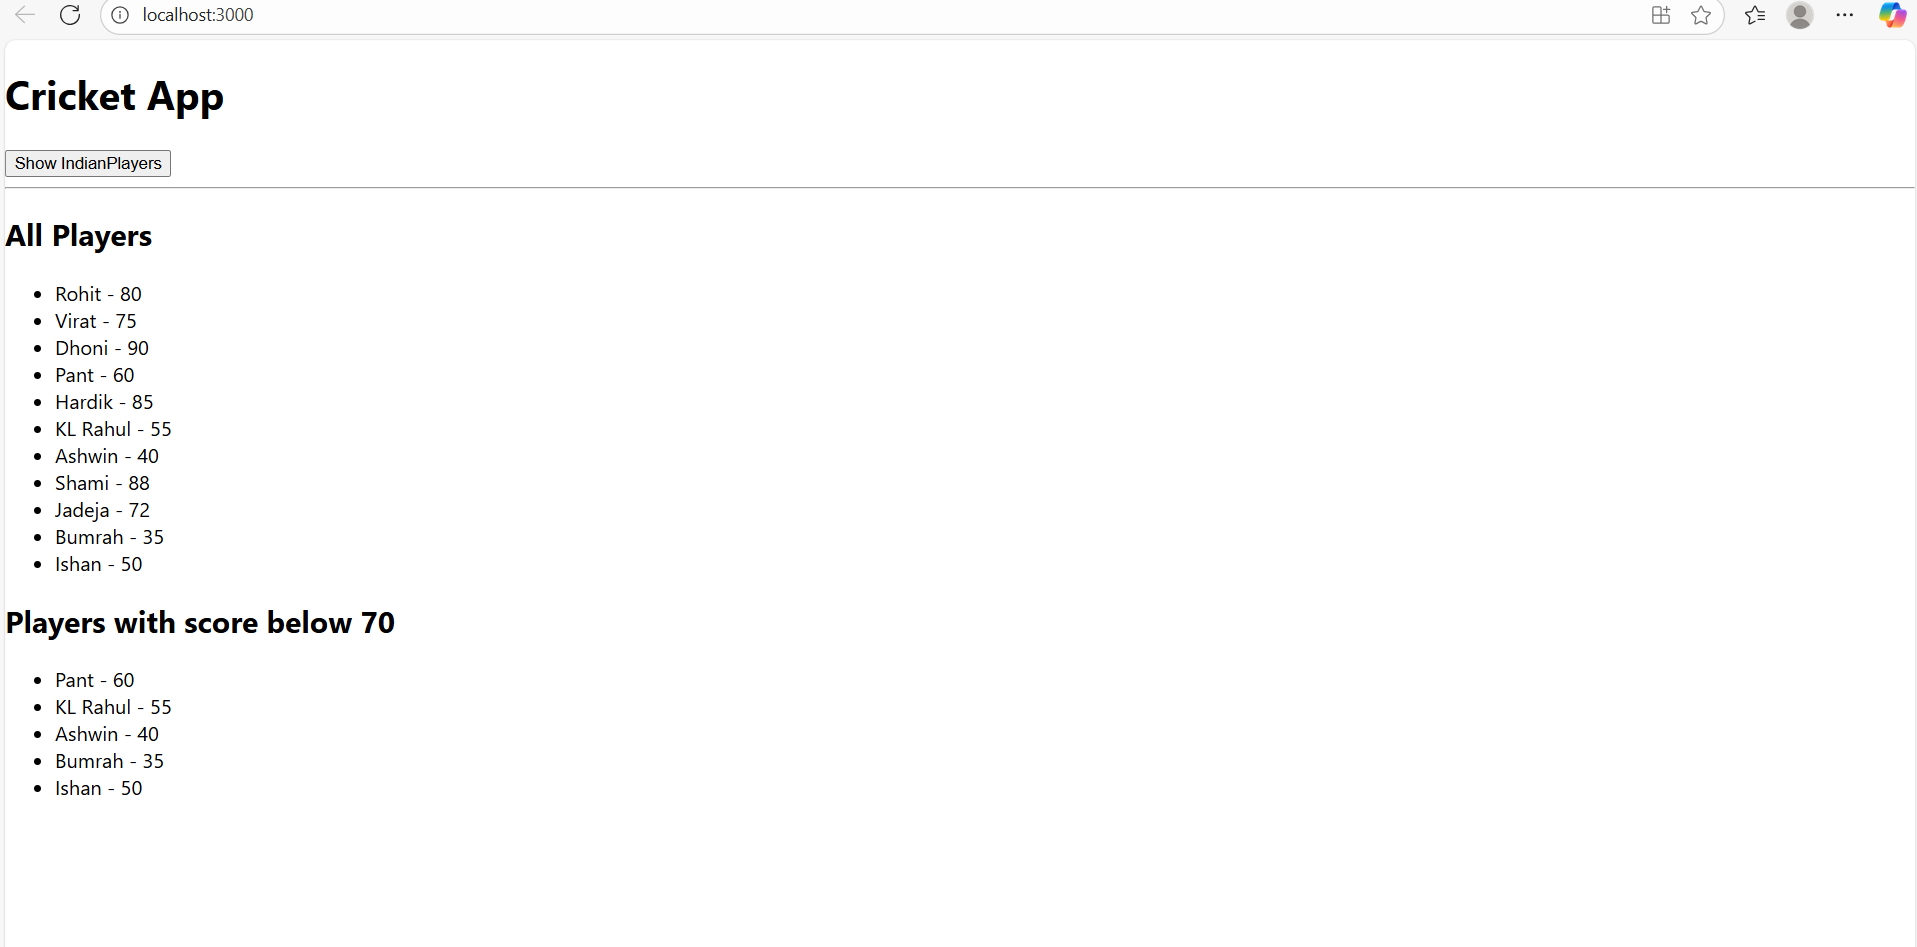 localhost:3000
Cricket App
Show IndianPlayers
All Players
Rohit - 80
Virat - 75
Dhoni - 90
Pant - 60
Hardik - 85
KL Rahul - 55
Ashwin - 40
Shami - 88
Jadeja - 72
Bumrah - 35
Ishan - 50
Players with score below 70
Pant - 60
KL Rahul - 55
Ashwin - 40
Bumrah - 35
Ishan - 50